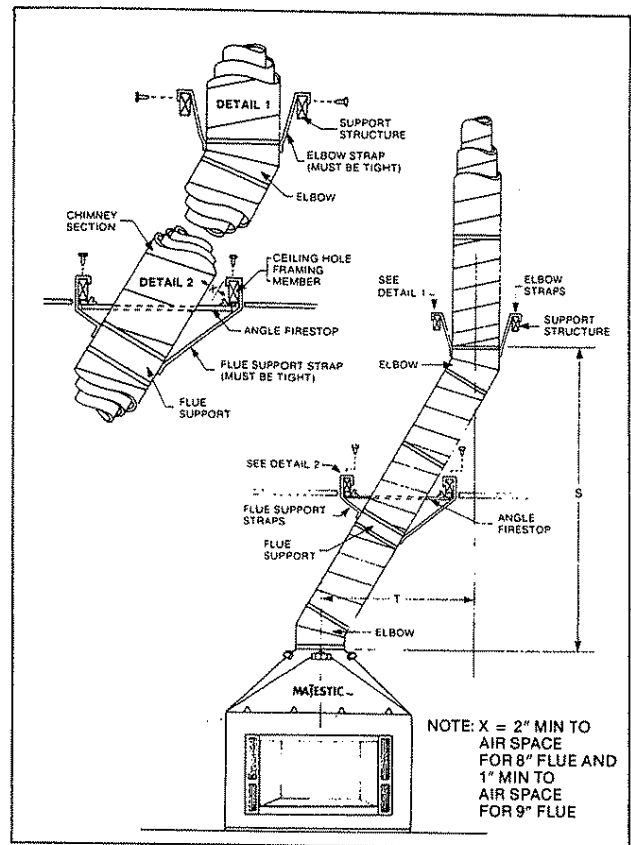 DETAIL 1
SUPPORT
STRUCTURE
ELBOW STRAP
(MUST BE TIGHT)
ELBOW
CHIMNEY
SECTION
DETAIL 2
X
CEILING HOLE
FRAMING
MEMBER
ANGLE FIRESTOP
FLUE SUPPORT STRAP
(MUST BE TIGHT)
FLUE
SUPPORT
SEE
DETAIL 1
ELBOW
STRAPS
SUPPORT
STRUCTURE
ELBOW
SEE DETAIL 2
FLUE SUPPORT
STRAPS
FLUE
SUPPORT
ANGLE
FIRESTOP
S
T
ELBOW
MAJESTIC
NOTE: X = 2" MIN TO
AIR SPACE
FOR 8" FLUE AND
1" MIN TO
AIR SPACE
FOR 9" FLUE